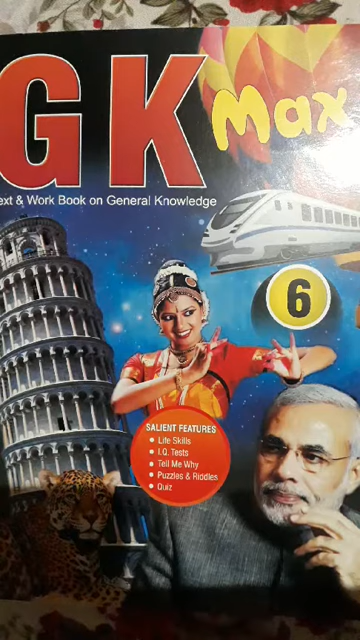 GK
Max
ext & Work Book on General Knowledge
6
SALIENT FEATURES
• Life Skills
• I.Q. Tests
• Tell Me Why
• Puzzles & Riddles
• Quiz